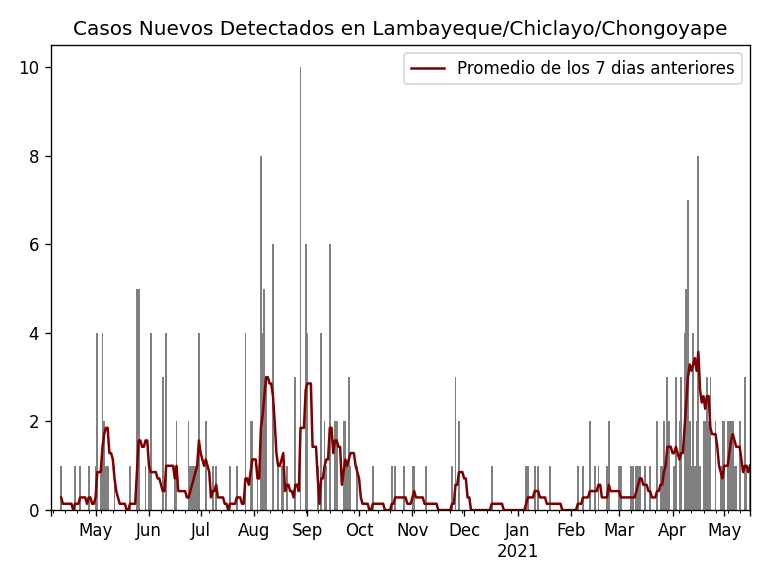 Casos Nuevos Detectados en Lambayeque/Chiclayo/Chongoyape
Promedio de los 7 dias anteriores
10
8
6
4
2
0
May Jun Jul Aug Sep Oct Nov Dec Jan Feb Mar Apr May
2021